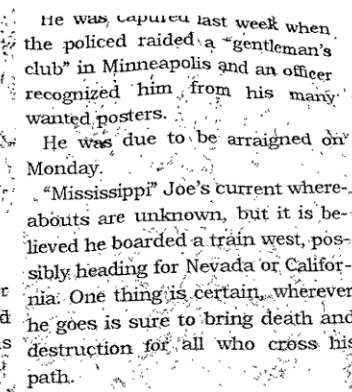 He was captured last week when
the policed raided a "gentleman's
club" in Minneapolis and an officer
recognized him from his many
wanted posters.
He was due to be arraigned on
Monday.
"Mississippi" Joe's current where-
abouts are unknown, but it is be-
lieved he boarded a train west, pos-
sibly heading for Nevada or Califor-
nia. One thing is certain, wherever
he goes is sure to bring death and
destruction for all who cross his
path.